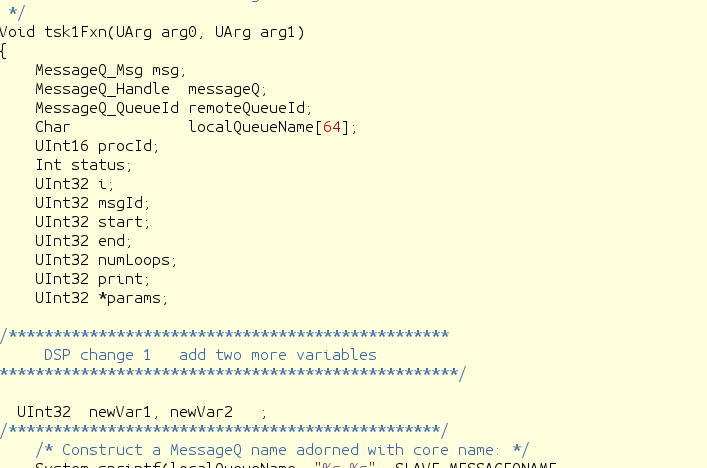 */
Void tsk1Fxn(UArg arg0, UArg arg1)
{
    MessageQ_Msg msg;
    MessageQ_Handle  messageQ;
    MessageQ_QueueId remoteQueueId;
    Char             localQueueName[64];
    UInt16 procId;
    Int status;
    UInt32 i;
    UInt32 msgId;
    UInt32 start;
    UInt32 end;
    UInt32 numLoops;
    UInt32 print;
    UInt32 *params;
/*************************************************
     DSP change 1   add two more variables
***************************************************/
  UInt32  newVar1, newVar2   ;
/************************************************/
    /* Construct a MessageQ name adorned with core name: */
    System_sprintf(localQueueName, "%s_%s", SLAVE_MESSAGEQNAME,